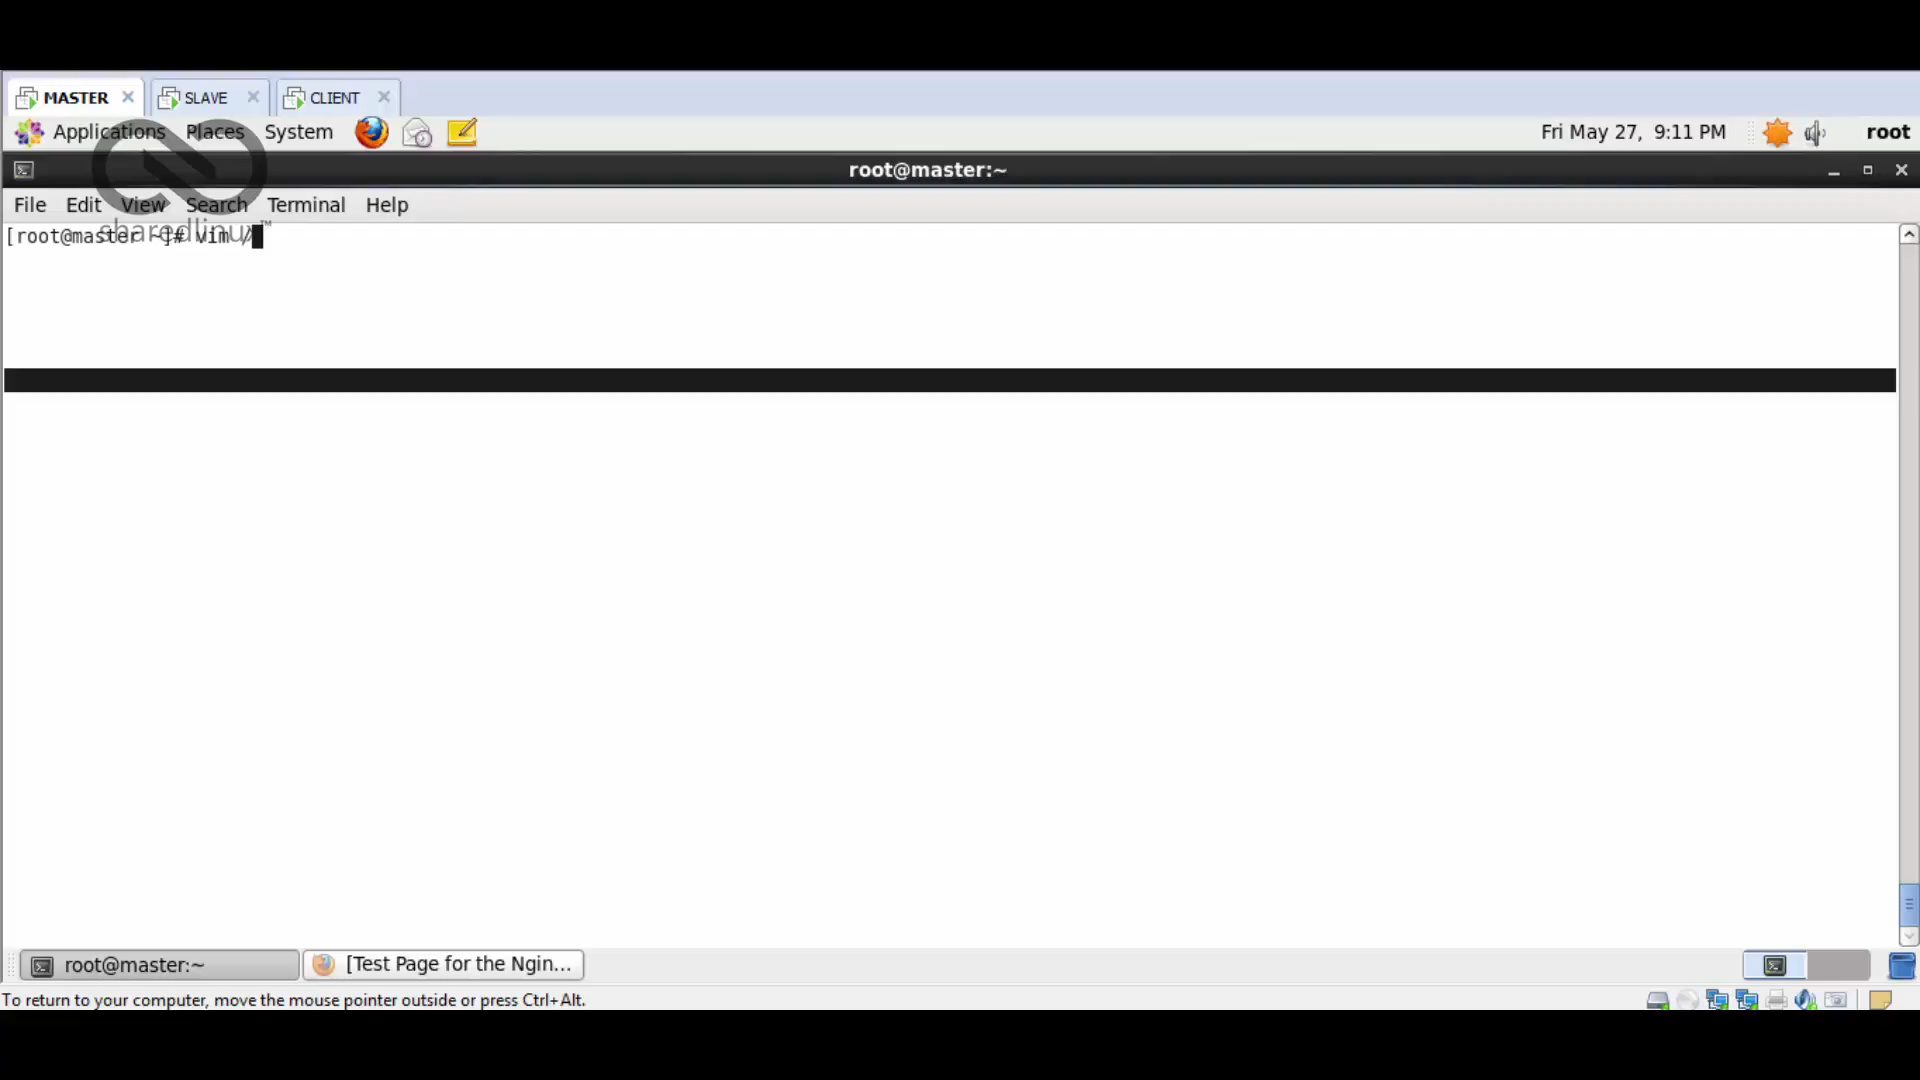 MASTER SLAVE CLIENT
Applications Places System Fri May 27, 9:11 PM root
root@master:~
File Edit View Search Terminal Help
sharedlinux™
[root@master ~]# vim /
root@master:~ [Test Page for the Ngin...
To return to your computer, move the mouse pointer outside or press Ctrl+Alt.